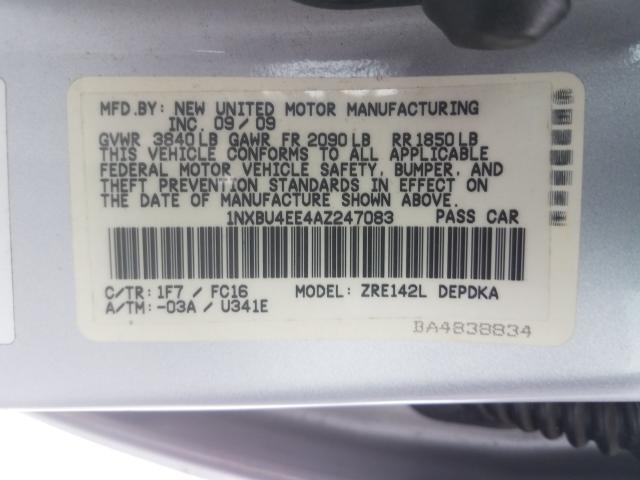 MFD.BY: NEW UNITED MOTOR MANUFACTURING
INC. 09/09
GVWR 3840LB GAWR FR 2090LB RR1850LB
THIS VEHICLE CONFORMS TO ALL APPLICABLE
FEDERAL MOTOR VEHICLE SAFETY, BUMPER, AND
THEFT PREVENTION STANDARDS IN EFFECT ON
THE DATE OF MANUFACTURE SHOWN ABOVE.
1NXBU4EE4AZ247083 PASS CAR
C/TR: 1F7 / FC16 MODEL: ZRE142L DEPDKA
A/TM: -03A / U341E
BA4838834